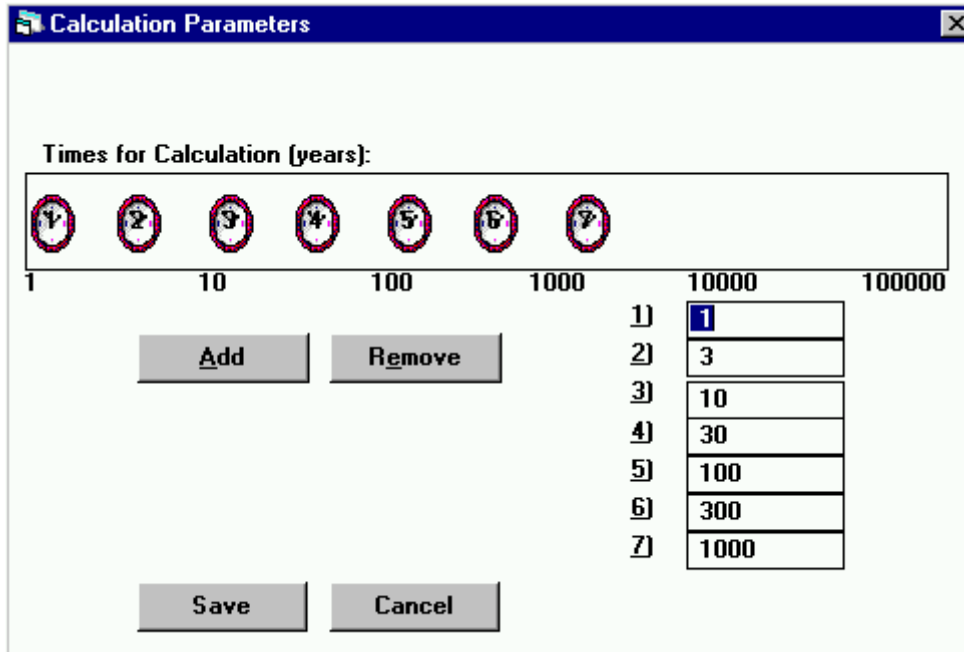 Calculation Parameters
Times for Calculation (years):
1 2 3 4 5 6 7
1 10 100 1000 10000 100000
1) 1
2) 3
3) 10
4) 30
5) 100
6) 300
7) 1000
Add Remove
Save Cancel